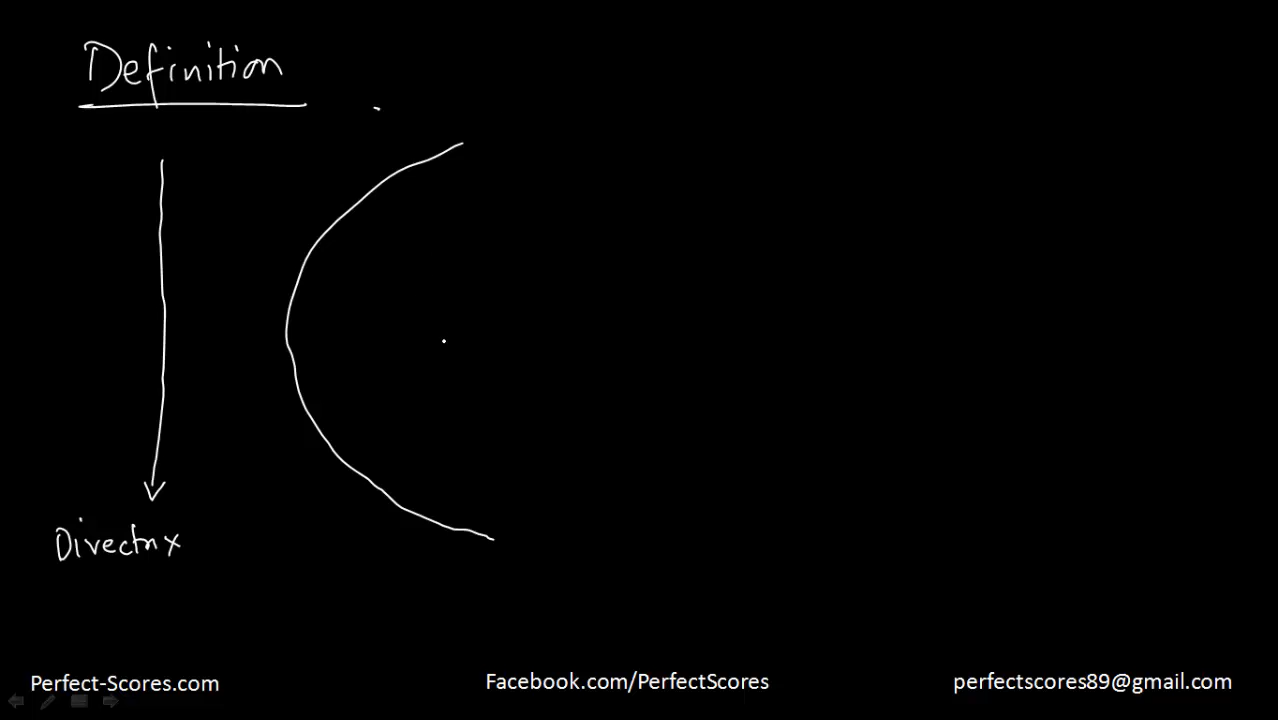 Definition
Directrix
Perfect-Scores.com
Facebook.com/PerfectScores
perfectscores89@gmail.com